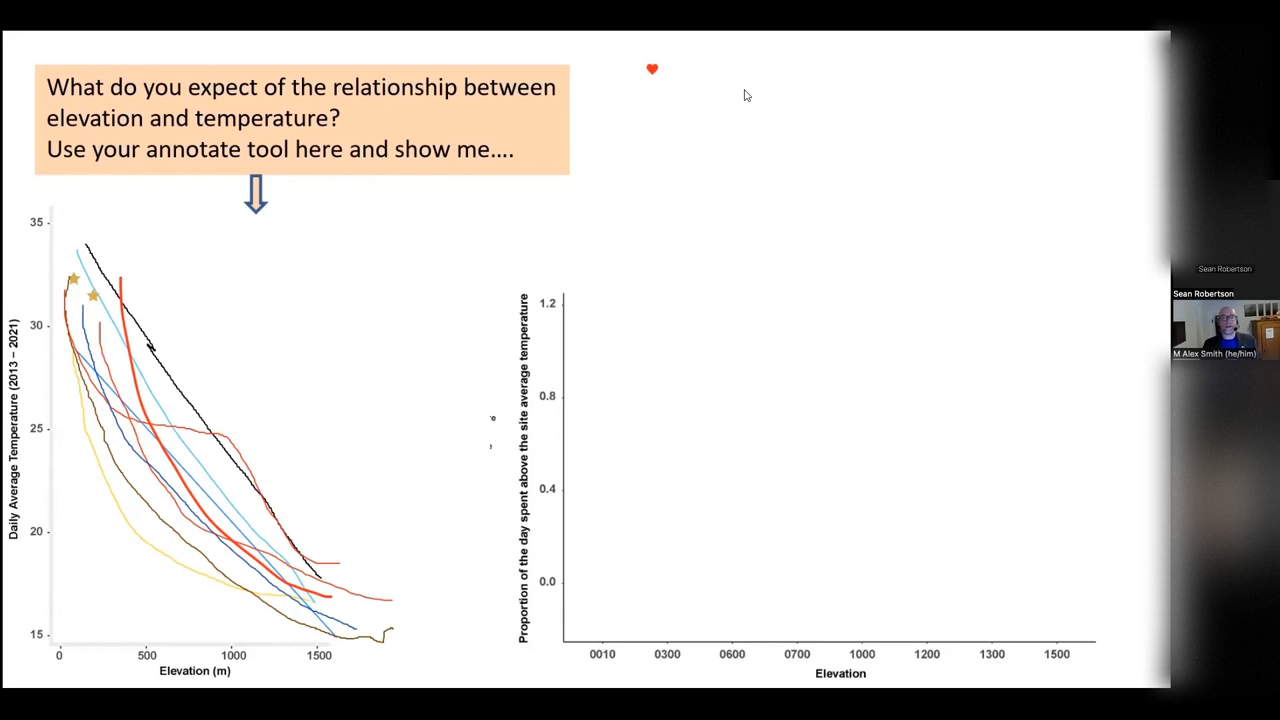 What do you expect of the relationship between
elevation and temperature?
Use your annotate tool here and show me....
Daily Average Temperature (2013 – 2021)
35
30
25
20
15
0 500 1000 1500
Elevation (m)
Proportion of the day spent above the site average temperature
1.2
0.8
0.4
0.0
0010 0300 0600 0700 1000 1200 1300 1500
Elevation
Sean Robertson
Sean Robertson
M Alex Smith (he/him)